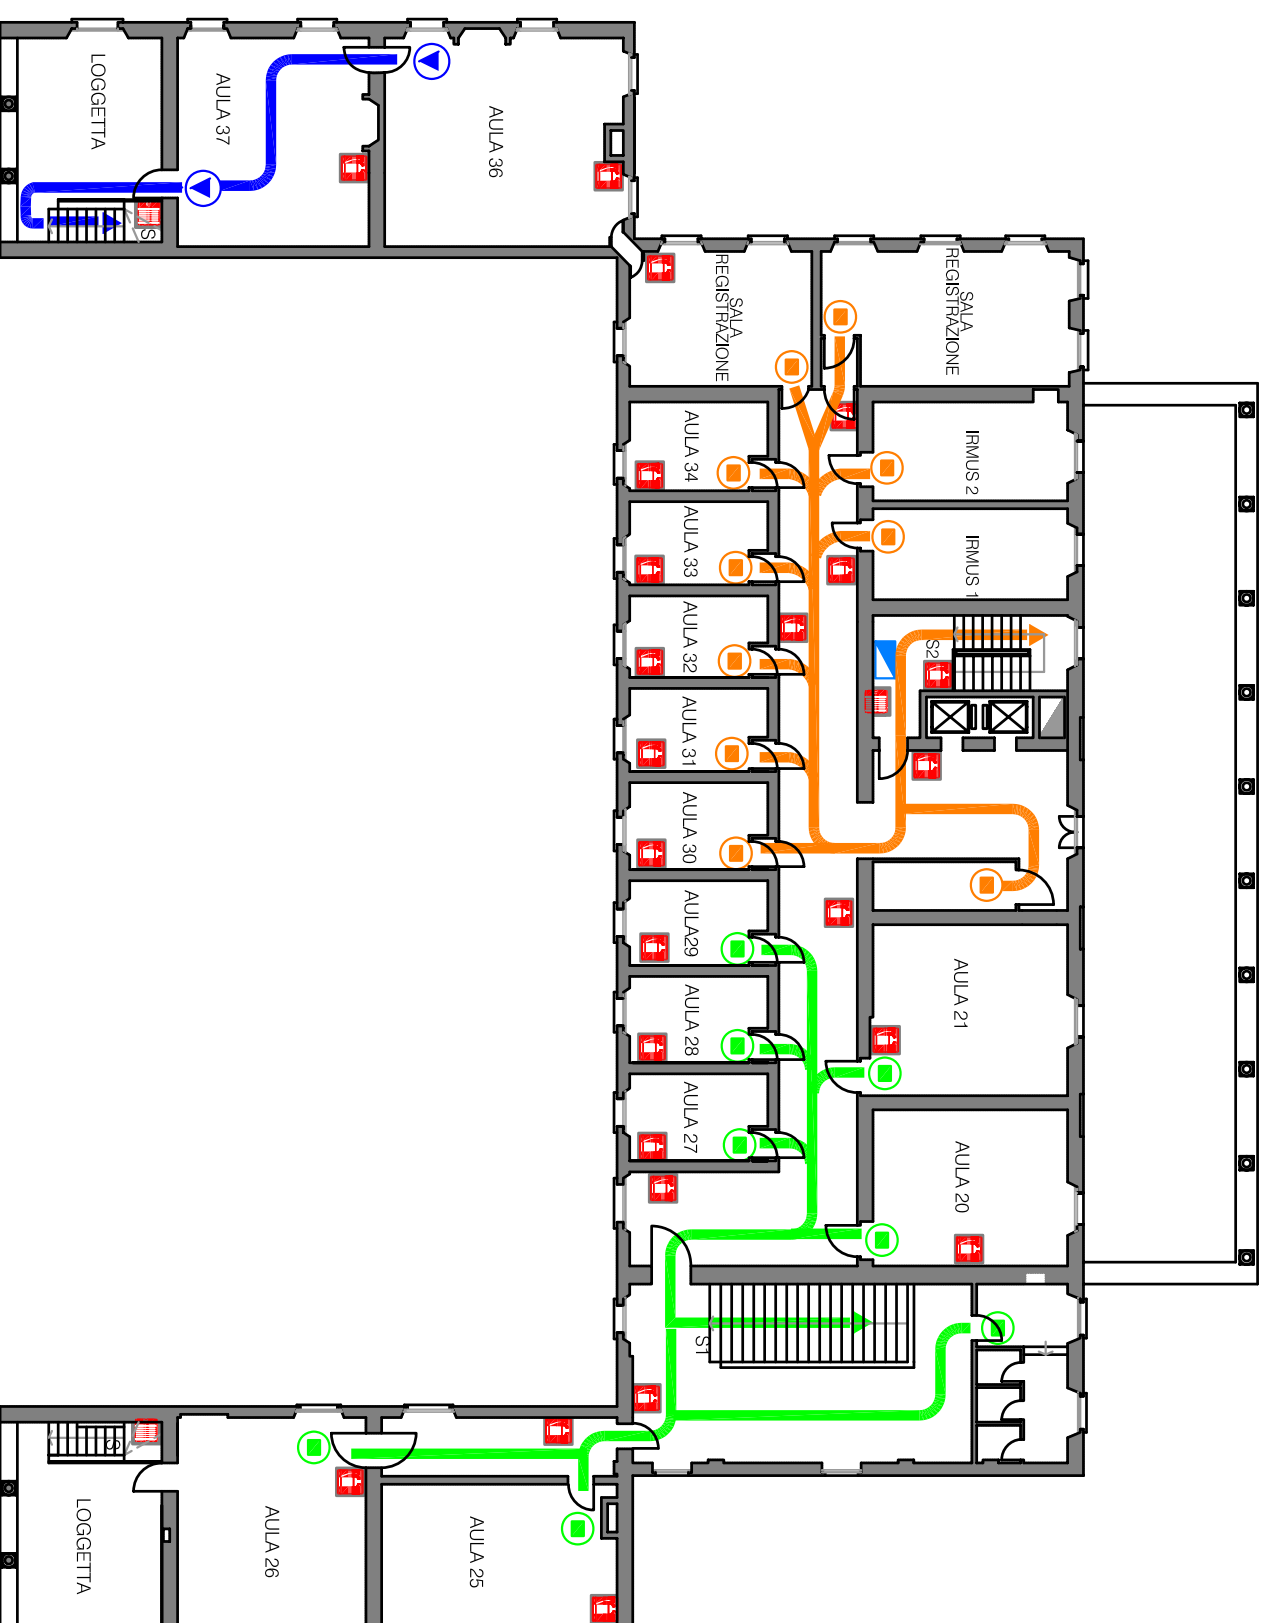 LOGGETTA
AULA 37
AULA 36
S
SALA
REGISTRAZIONE
SALA
REGISTRAZIONE
AULA 34
IRMUS 2
AULA 33
IRMUS 1
AULA 32
S2
AULA 31
AULA 30
AULA29
AULA 21
AULA 28
AULA 27
AULA 20
S1
S
LOGGETTA
AULA 26
AULA 25